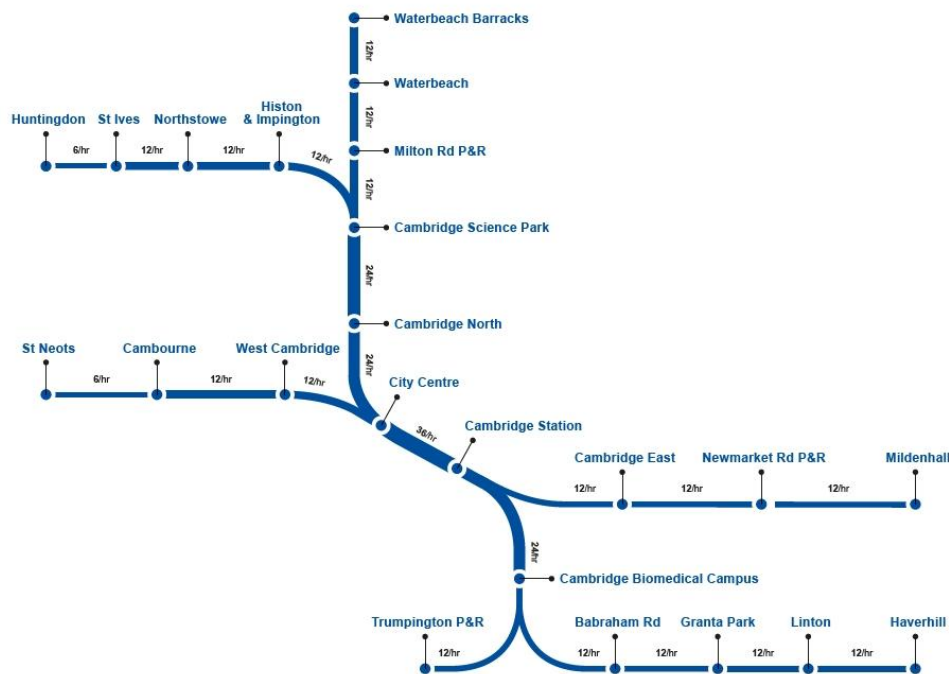 Waterbeach Barracks
12/hr
Waterbeach
12/hr
Milton Rd P&R
12/hr
Huntingdon
St Ives
Northstowe
Histon
& Impington
6/hr
12/hr
12/hr
12/hr
Cambridge Science Park
24/hr
Cambridge North
24/hr
St Neots
Cambourne
West Cambridge
6/hr
12/hr
12/hr
City Centre
36/hr
Cambridge Station
Cambridge East
Newmarket Rd P&R
Mildenhall
12/hr
12/hr
12/hr
24/hr
Cambridge Biomedical Campus
Trumpington P&R
Babraham Rd
Granta Park
Linton
Haverhill
12/hr
12/hr
12/hr
12/hr
12/hr